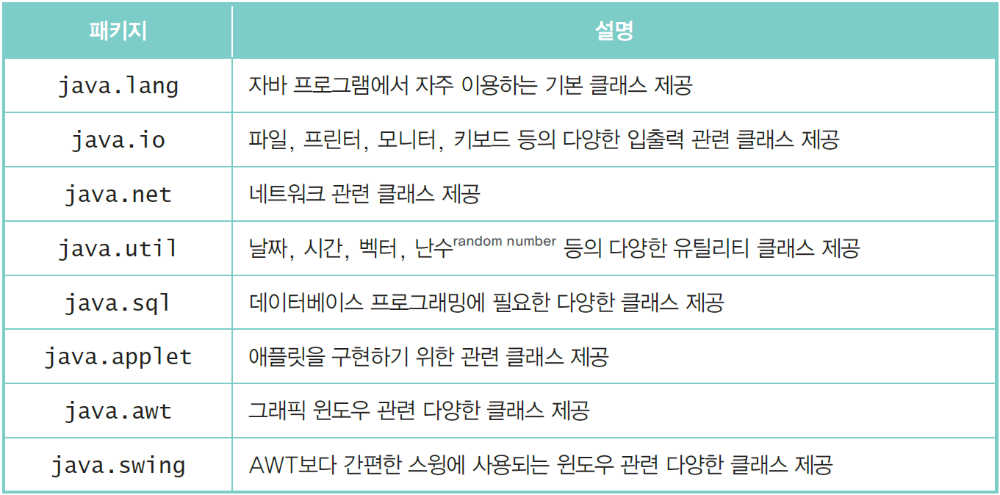 패키지 설명
java.lang 자바 프로그램에서 자주 이용하는 기본 클래스 제공
java.io 파일, 프린터, 모니터, 키보드 등의 다양한 입출력 관련 클래스 제공
java.net 네트워크 관련 클래스 제공
java.util 날짜, 시간, 벡터, 난수random number 등의 다양한 유틸리티 클래스 제공
java.sql 데이터베이스 프로그래밍에 필요한 다양한 클래스 제공
java.applet 애플릿을 구현하기 위한 관련 클래스 제공
java.awt 그래픽 윈도우 관련 다양한 클래스 제공
java.swing AWT보다 간편한 스윙에 사용되는 윈도우 관련 다양한 클래스 제공